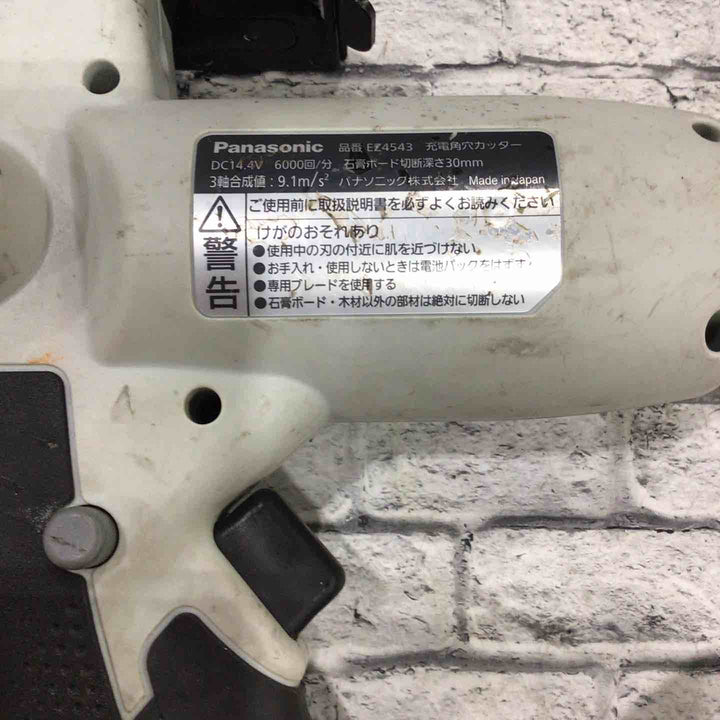 Panasonic 品番 EZ4543 充電角穴カッター
DC14.4V 6000回/分 石膏ボード切断深さ30mm
3軸合成値:9.1m/s² パナソニック株式会社 Made in Japan
警告
ご使用前に取扱説明書を必ずよくお読みください
けがのおそれあり
●使用中の刃の付近に肌を近づけない
●お手入れ・使用しないときは電池パックをはずす
●専用ブレードを使用する
●石膏ボード・木材以外の部材は絶対に切断しない